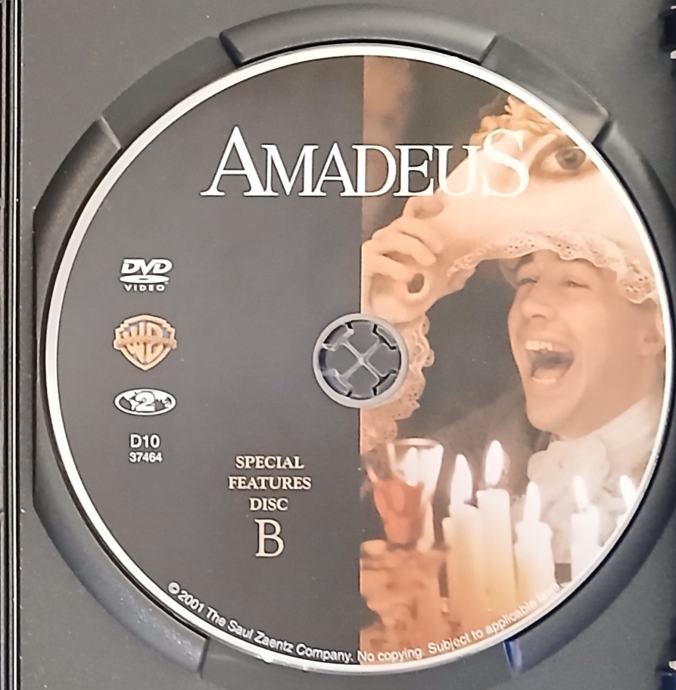 AMADEUS
DVD
VIDEO
WB
2
D10
37464
SPECIAL
FEATURES
DISC
B
© 2001 The Saul Zaentz Company. No copying. Subject to applicable laws.